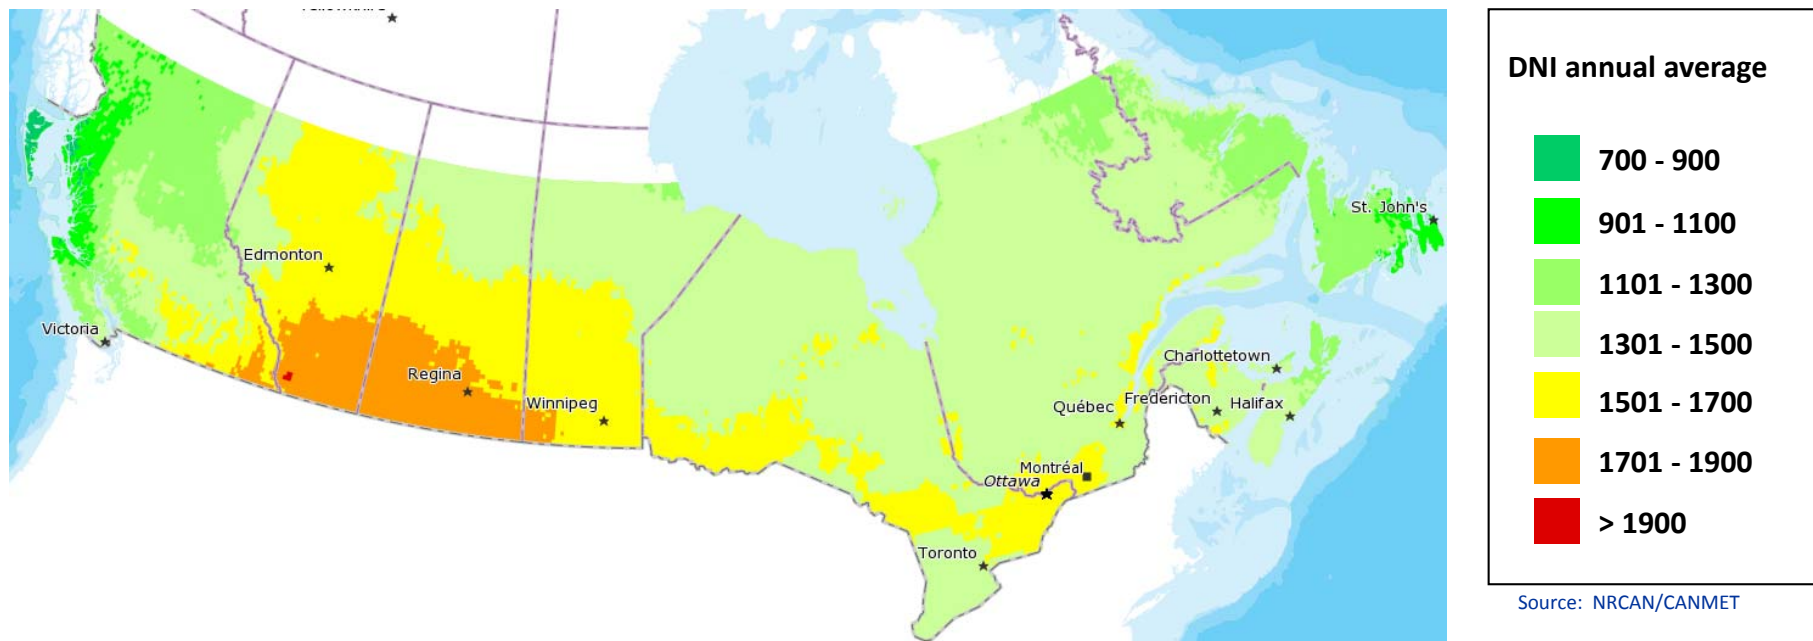 Edmonton
Victoria
Regina
Winnipeg
St. John's
Charlottetown
Fredericton
Halifax
Québec
Montréal
Ottawa
Toronto
DNI annual average
700 - 900
901 - 1100
1101 - 1300
1301 - 1500
1501 - 1700
1701 - 1900
> 1900
Source: NRCAN/CANMET